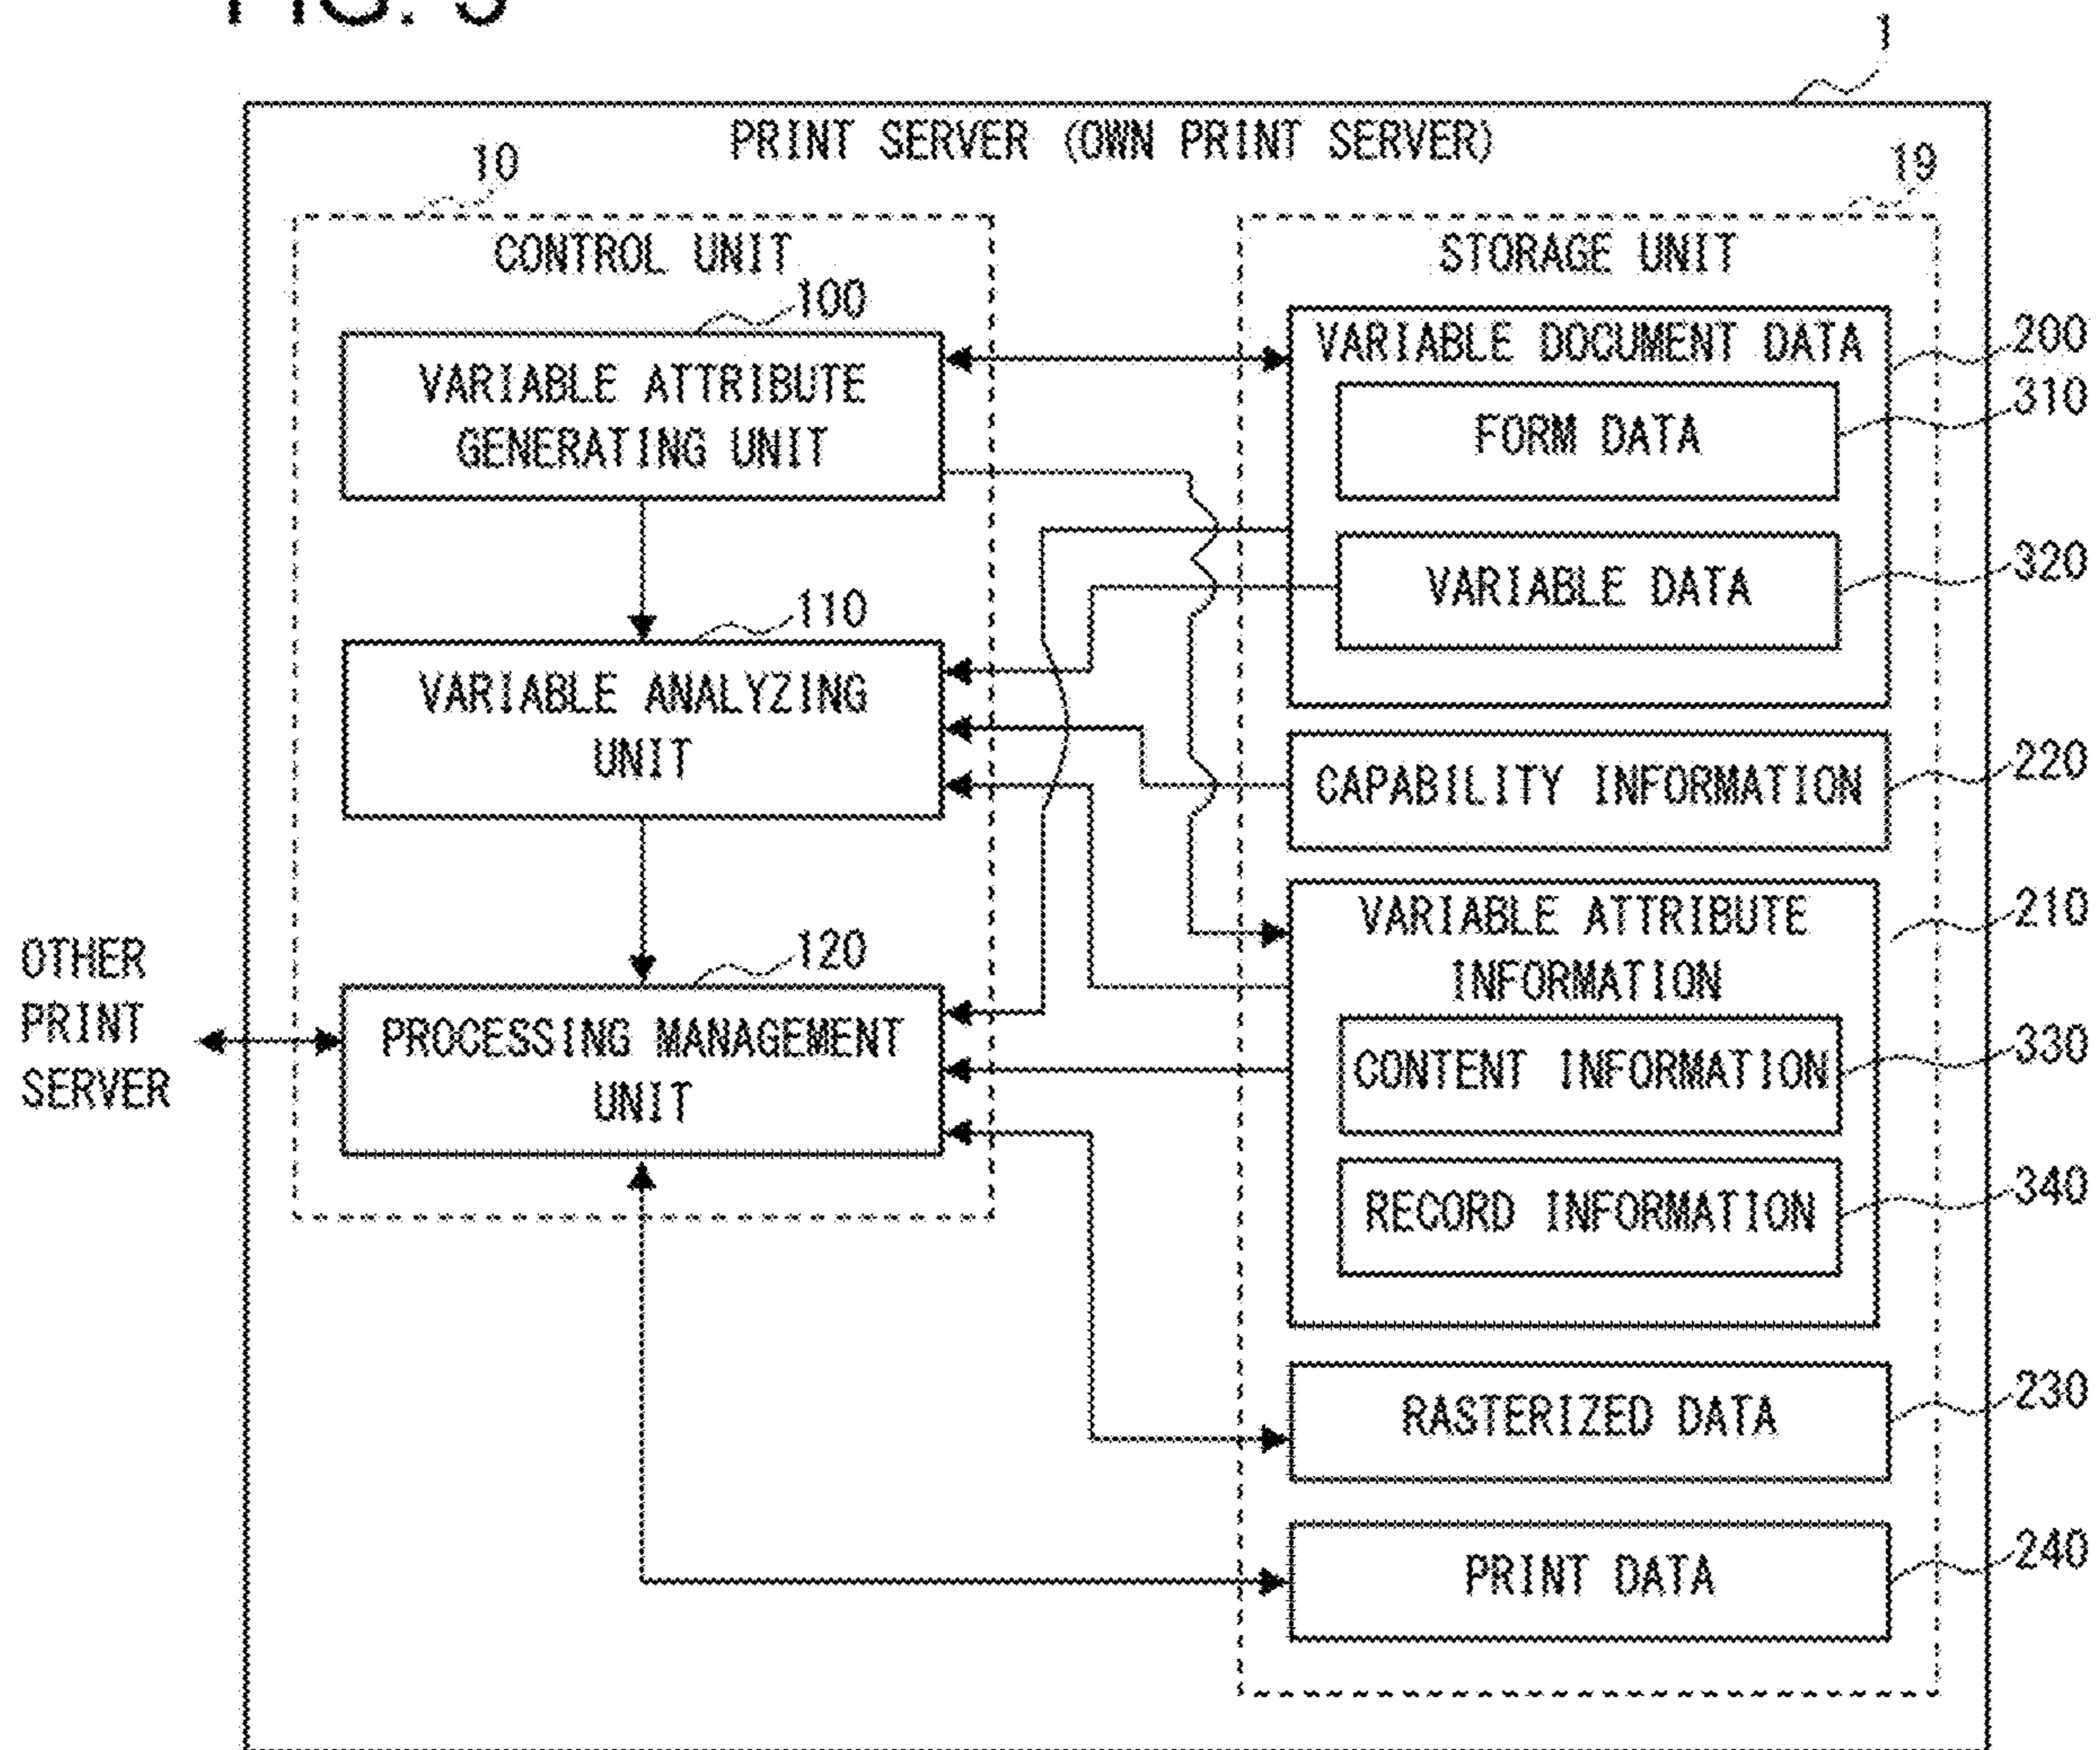 FIG. 3
1
PRINT SERVER (OWN PRINT SERVER)
10
19
CONTROL UNIT
STORAGE UNIT
100
VARIABLE ATTRIBUTE
GENERATING UNIT
VARIABLE DOCUMENT DATA
200
FORM DATA
310
VARIABLE DATA
320
110
VARIABLE ANALYZING
UNIT
CAPABILITY INFORMATION
220
VARIABLE ATTRIBUTE
INFORMATION
210
120
PROCESSING MANAGEMENT
UNIT
OTHER
PRINT
SERVER
CONTENT INFORMATION
330
RECORD INFORMATION
340
RASTERIZED DATA
230
PRINT DATA
240